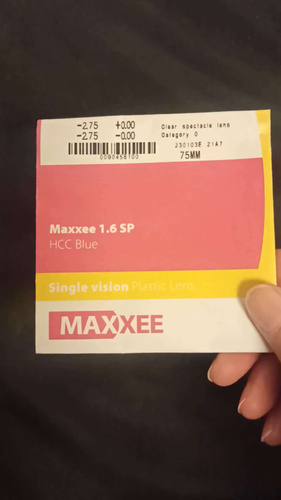 -2.75 +0.00 Clear spectacle lens
-2.75 -0.00 Category 0
230103E 21A7
0090458100 75MM
Maxxee 1.6 SP
HCC Blue
Single vision Plastic Lens
MAXXEE